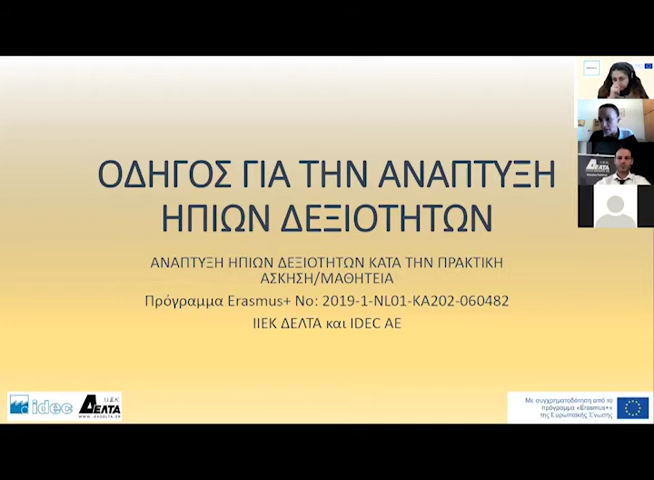 ΟΔΗΓΟΣ ΓΙΑ ΤΗΝ ΑΝΑΠΤΥΞΗ
ΗΠΙΩΝ ΔΕΞΙΟΤΗΤΩΝ
ΑΝΑΠΤΥΞΗ ΗΠΙΩΝ ΔΕΞΙΟΤΗΤΩΝ ΚΑΤΑ ΤΗΝ ΠΡΑΚΤΙΚΗ
ΑΣΚΗΣΗ/ΜΑΘΗΤΕΙΑ
Πρόγραμμα Erasmus+ No: 2019-1-NL01-KA202-060482
ΙΙΕΚ ΔΕΛΤΑ και IDEC AE
idec
Ι.Ι.Ε.Κ.
ΔΕΛΤΑ
Με συγχρηματοδότηση από το
πρόγραμμα «Erasmus+»
της Ευρωπαϊκής Ένωσης
ΔΕΛΤΑ